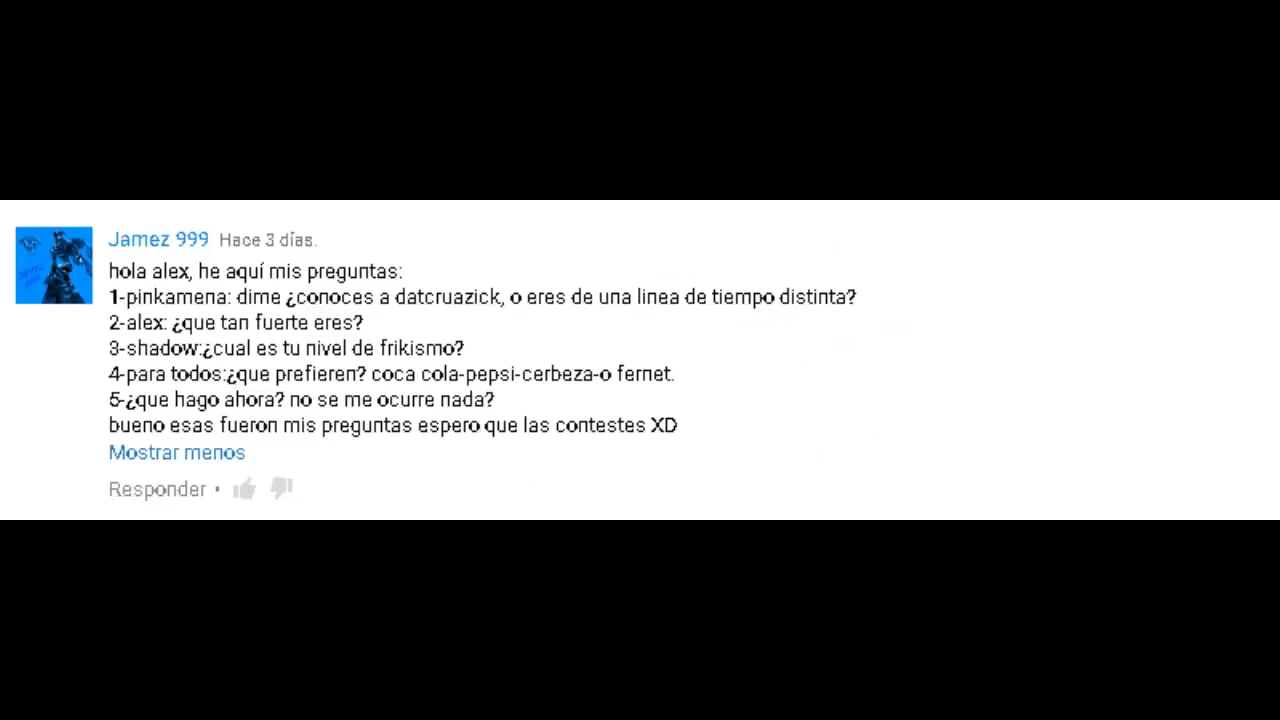 Jamez 999 Hace 3 días.
hola alex, he aquí mis preguntas:
1-pinkamena: dime ¿conoces a datcruazick, o eres de una linea de tiempo distinta?
2-alex: ¿que tan fuerte eres?
3-shadow:¿cual es tu nivel de frikismo?
4-para todos:¿que prefieren? coca cola-pepsi-cerbeza-o fernet.
5-¿que hago ahora? no se me ocurre nada?
bueno esas fueron mis preguntas espero que las contestes XD
Mostrar menos
Responder •